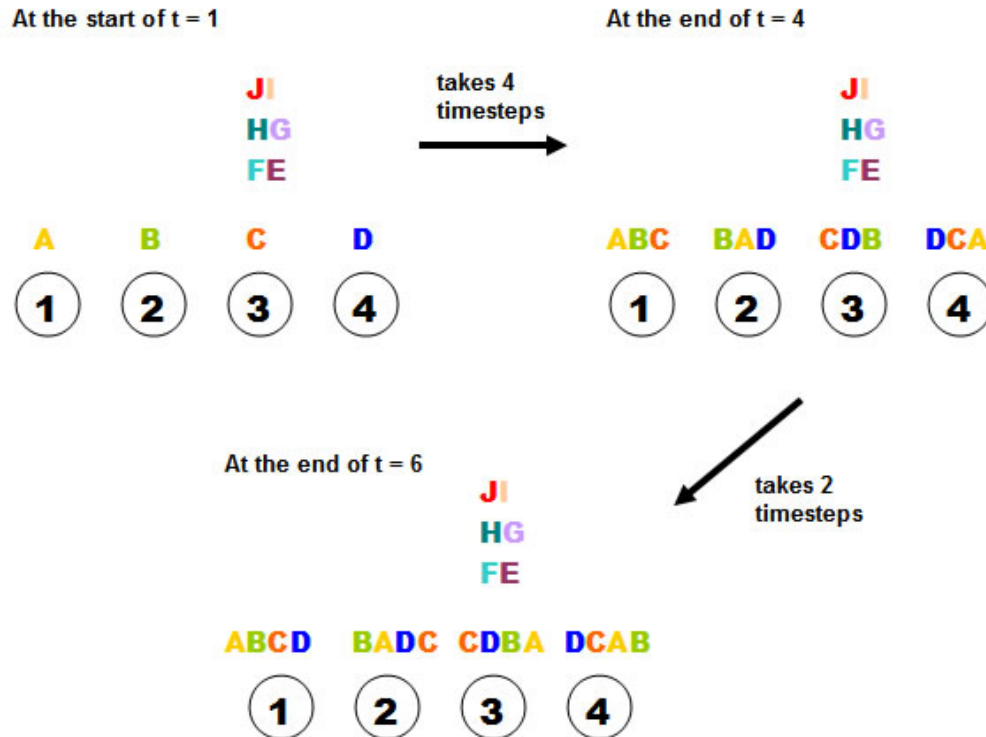 At the start of t = 1
JI
HG
FE
A B C D
1 2 3 4
takes 4
timesteps
At the end of t = 4
JI
HG
FE
ABC BAD CDB DCA
1 2 3 4
takes 2
timesteps
At the end of t = 6
JI
HG
FE
ABCD BADC CDBA DCAB
1 2 3 4